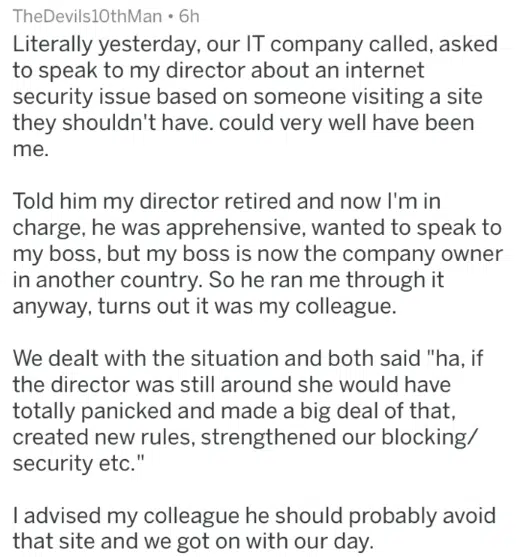 TheDevils10thMan • 6h
Literally yesterday, our IT company called, asked
to speak to my director about an internet
security issue based on someone visiting a site
they shouldn't have. could very well have been
me.
Told him my director retired and now I'm in
charge, he was apprehensive, wanted to speak to
my boss, but my boss is now the company owner
in another country. So he ran me through it
anyway, turns out it was my colleague.
We dealt with the situation and both said "ha, if
the director was still around she would have
totally panicked and made a big deal of that,
created new rules, strengthened our blocking/
security etc."
I advised my colleague he should probably avoid
that site and we got on with our day.